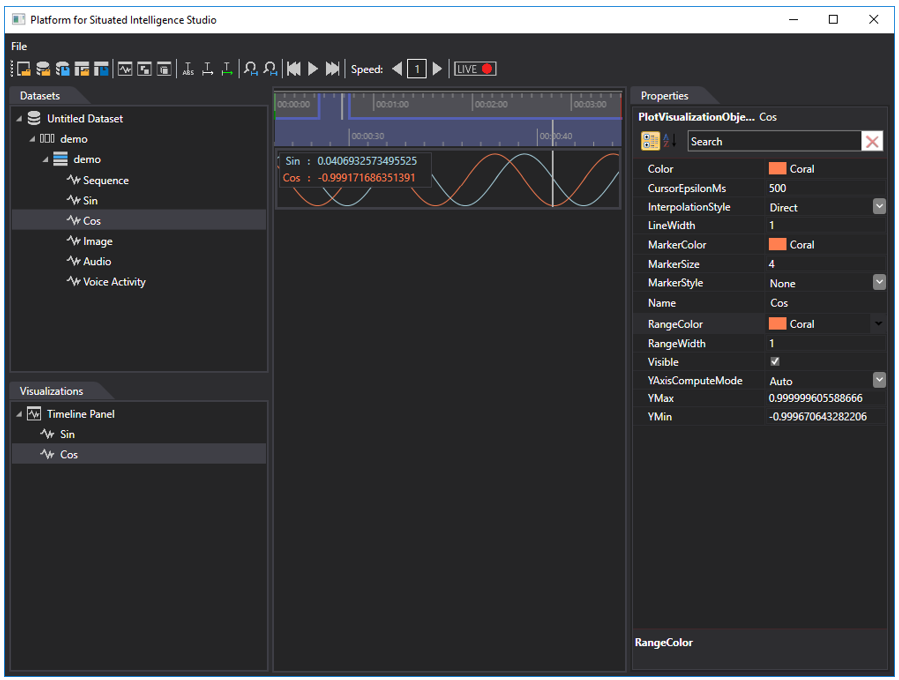 Platform for Situated Intelligence Studio
File
ABS
Speed:
1
LIVE
Datasets
Untitled Dataset
demo
demo
Sequence
Sin
Cos
Image
Audio
Voice Activity
Visualizations
Timeline Panel
Sin
Cos
00:00:00 00:01:00 00:02:00 00:03:00
00:00:30 00:00:40
Sin : 0.0406932573495525
Cos : -0.999171686351391
Properties
PlotVisualizationObje... Cos
Search
Color Coral
CursorEpsilonMs 500
InterpolationStyle Direct
LineWidth 1
MarkerColor Coral
MarkerSize 4
MarkerStyle None
Name Cos
RangeColor Coral
RangeWidth 1
Visible
YAxisComputeMode Auto
YMax 0.999999605588666
YMin -0.999670643282206
RangeColor